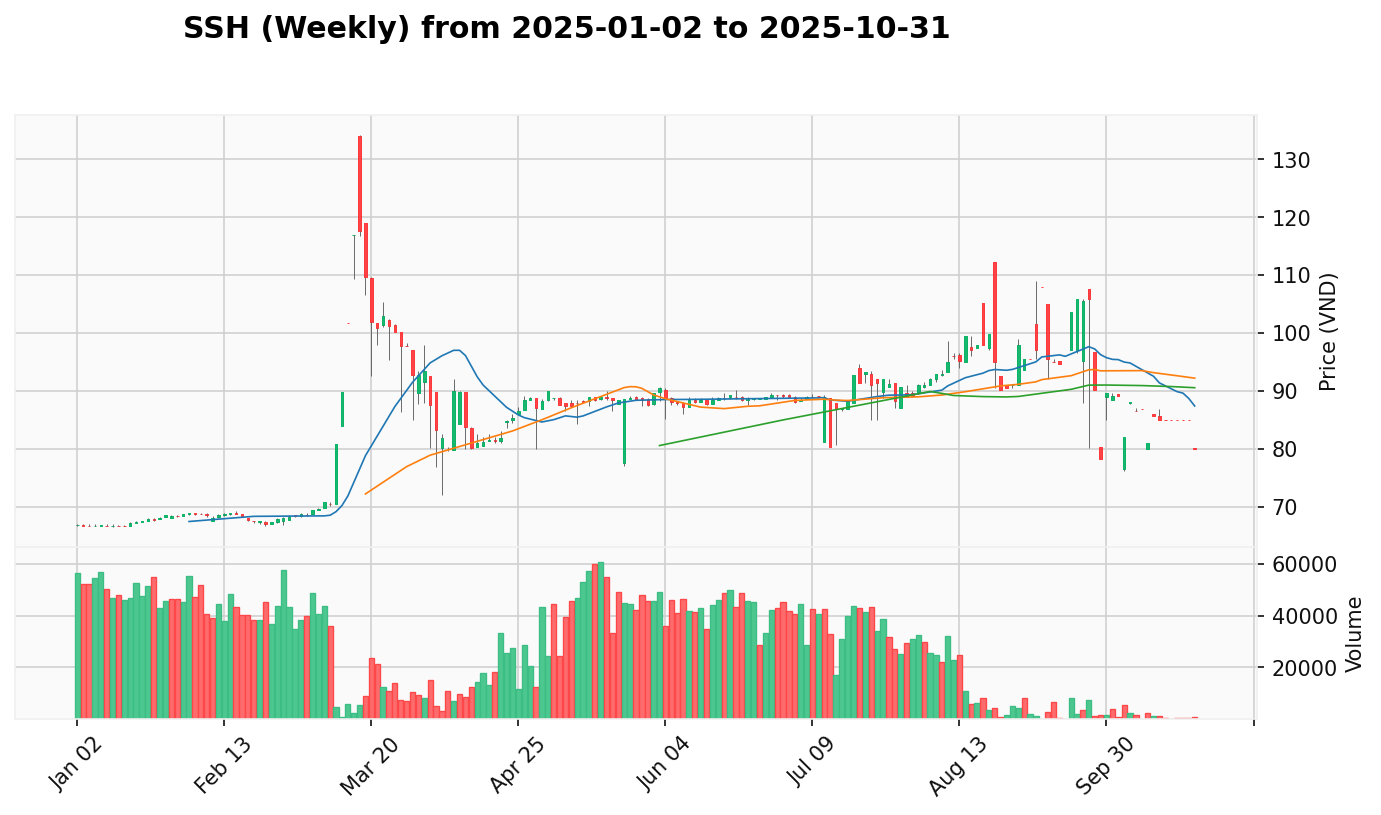 SSH (Weekly) from 2025-01-02 to 2025-10-31
130
120
110
100
90
80
70
Price (VND)
60000
40000
20000
Volume
Jan 02
Feb 13
Mar 20
Apr 25
Jun 04
Jul 09
Aug 13
Sep 30